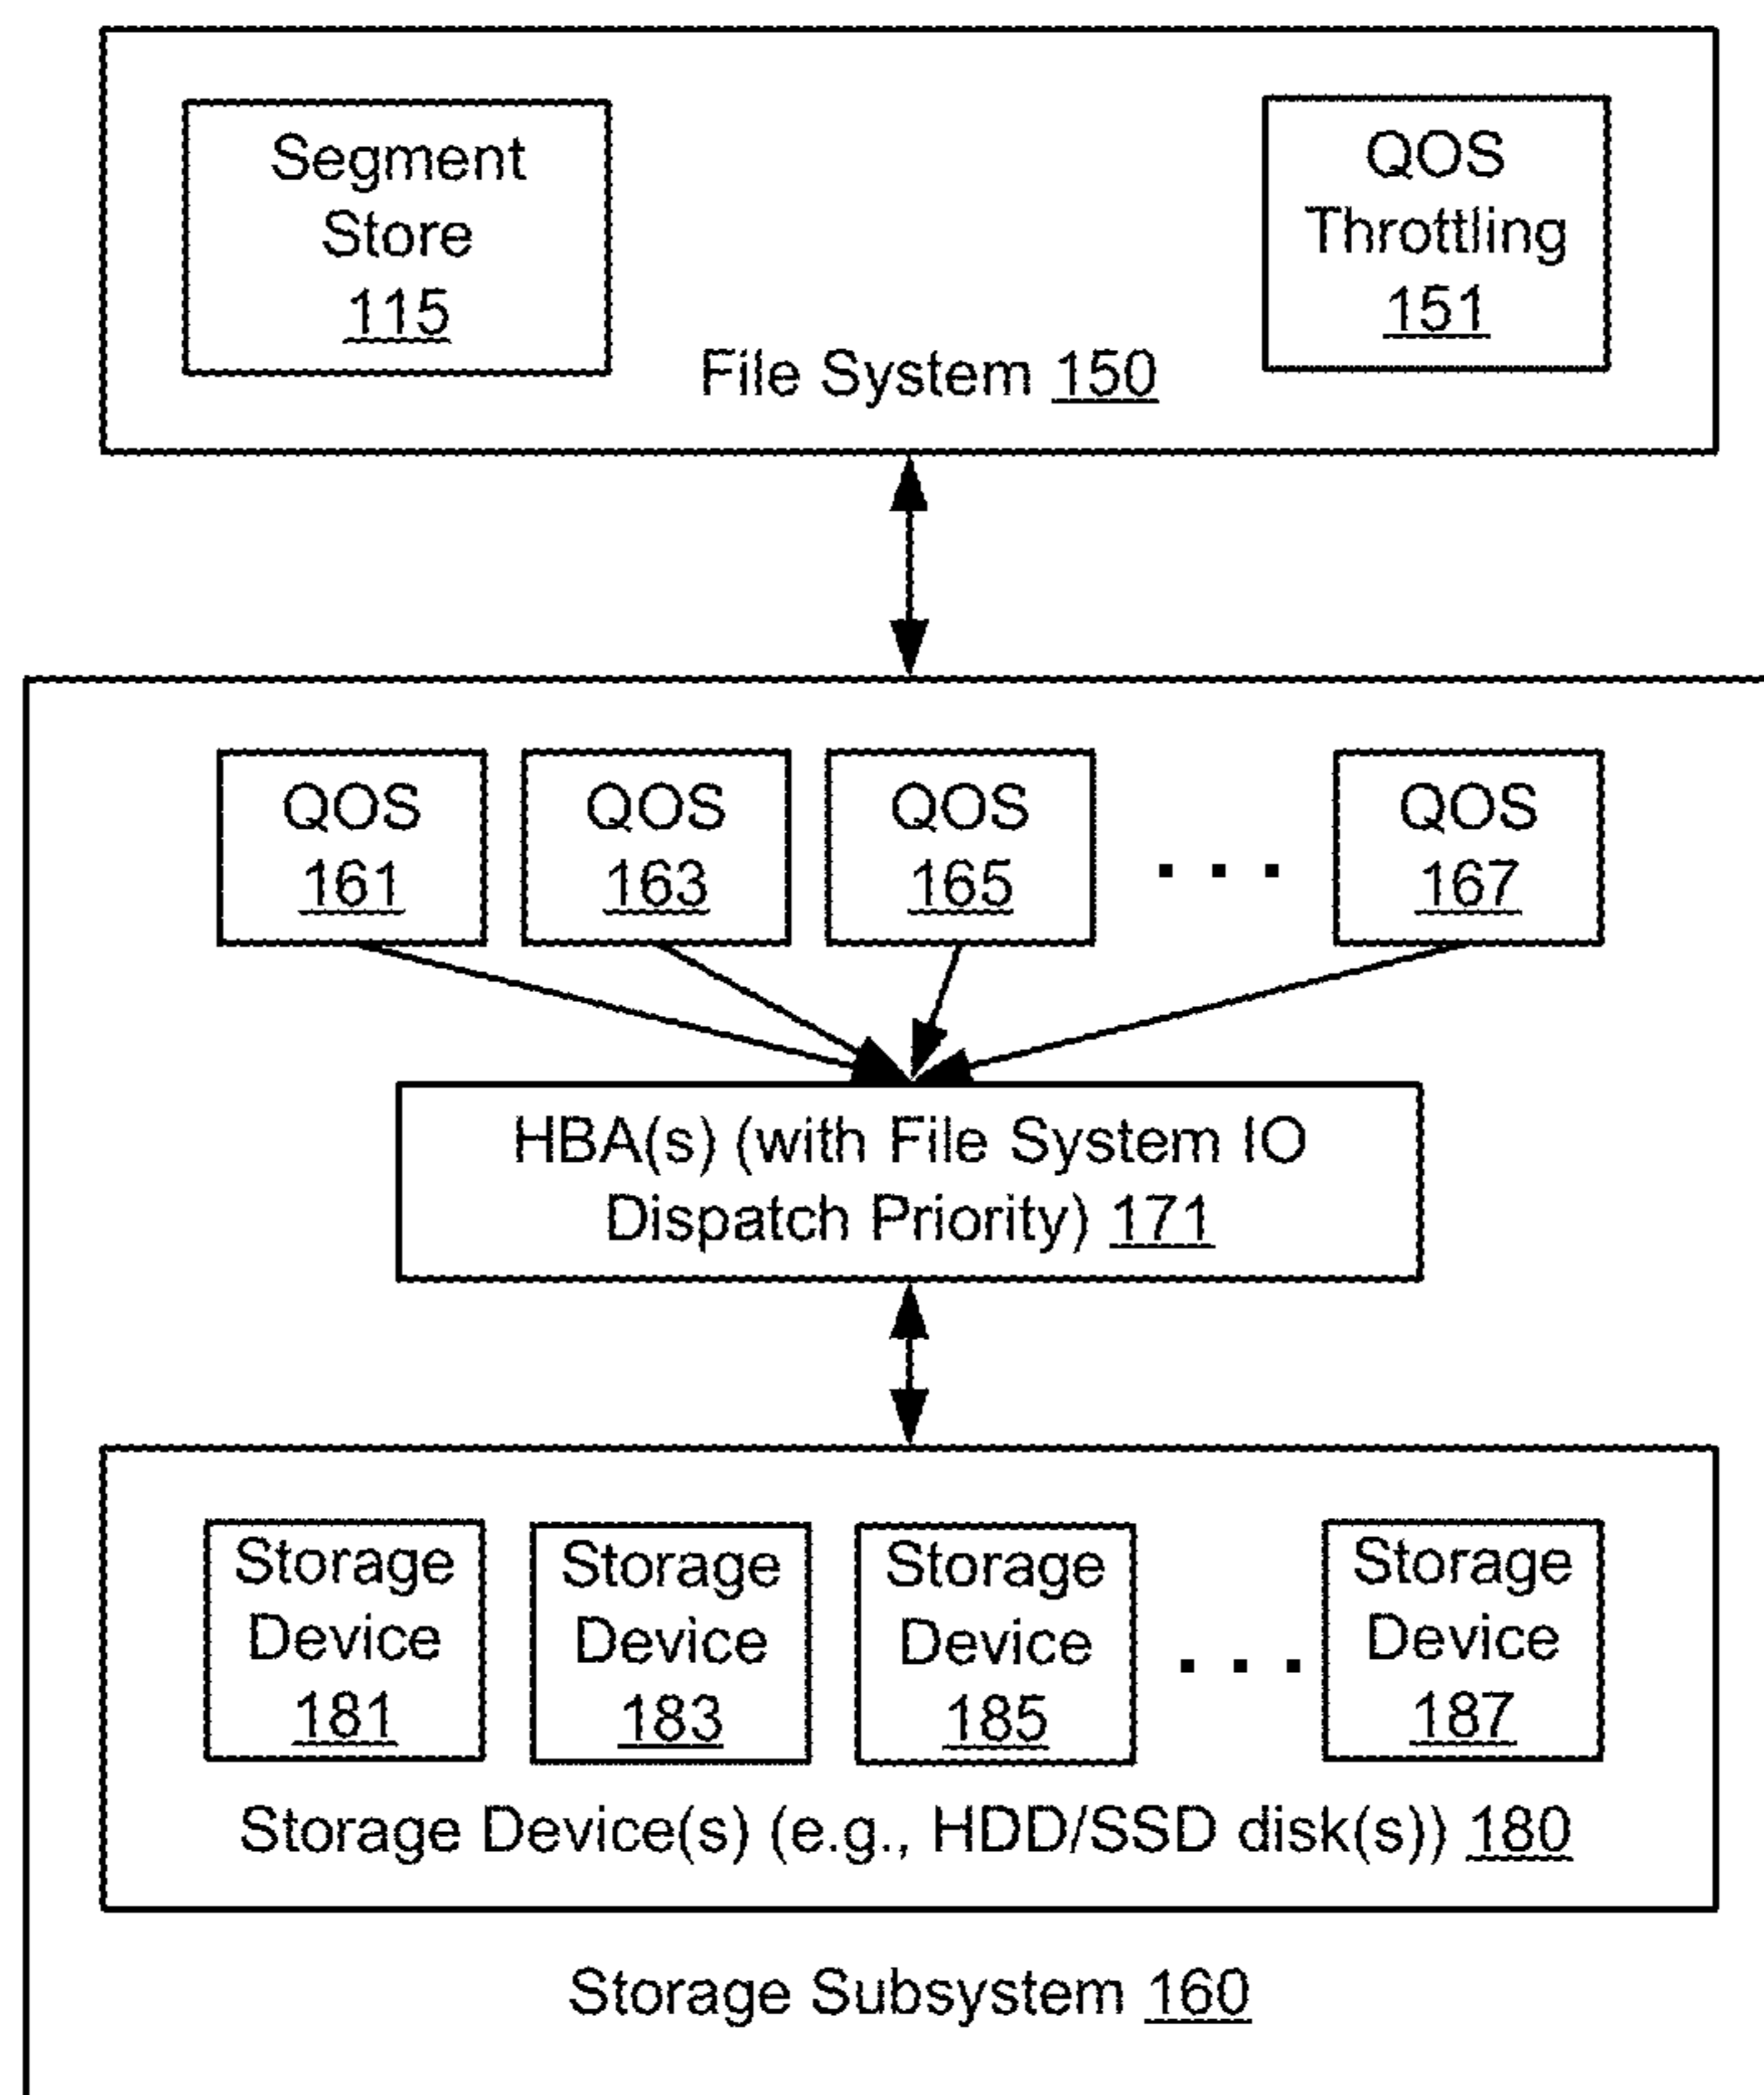 Segment
Store
115
QOS
Throttling
151
File System 150
QOS
161
QOS
163
QOS
165
. . .
QOS
167
HBA(s) (with File System IO
Dispatch Priority) 171
Storage
Device
181
Storage
Device
183
Storage
Device
185
. . .
Storage
Device
187
Storage Device(s) (e.g., HDD/SSD disk(s)) 180
Storage Subsystem 160